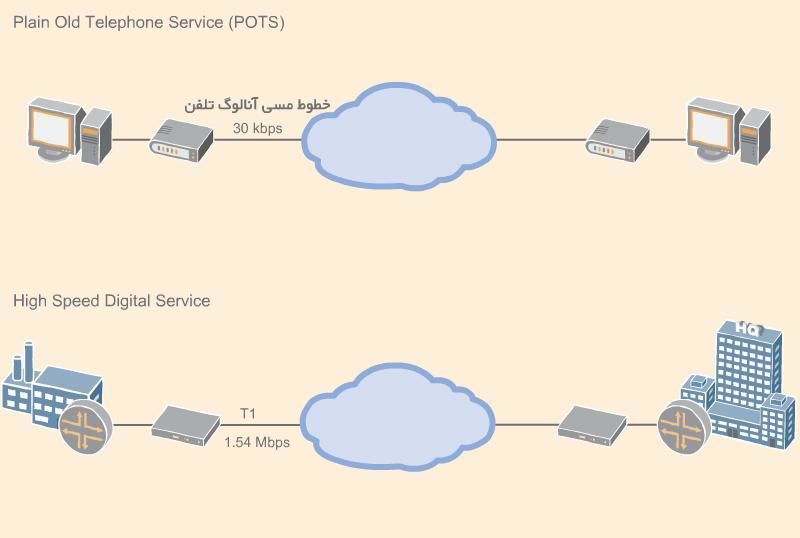 Plain Old Telephone Service (POTS)
خطوط مسی آنالوگ تلفن
30 kbps
High Speed Digital Service
HQ
T1
1.54 Mbps